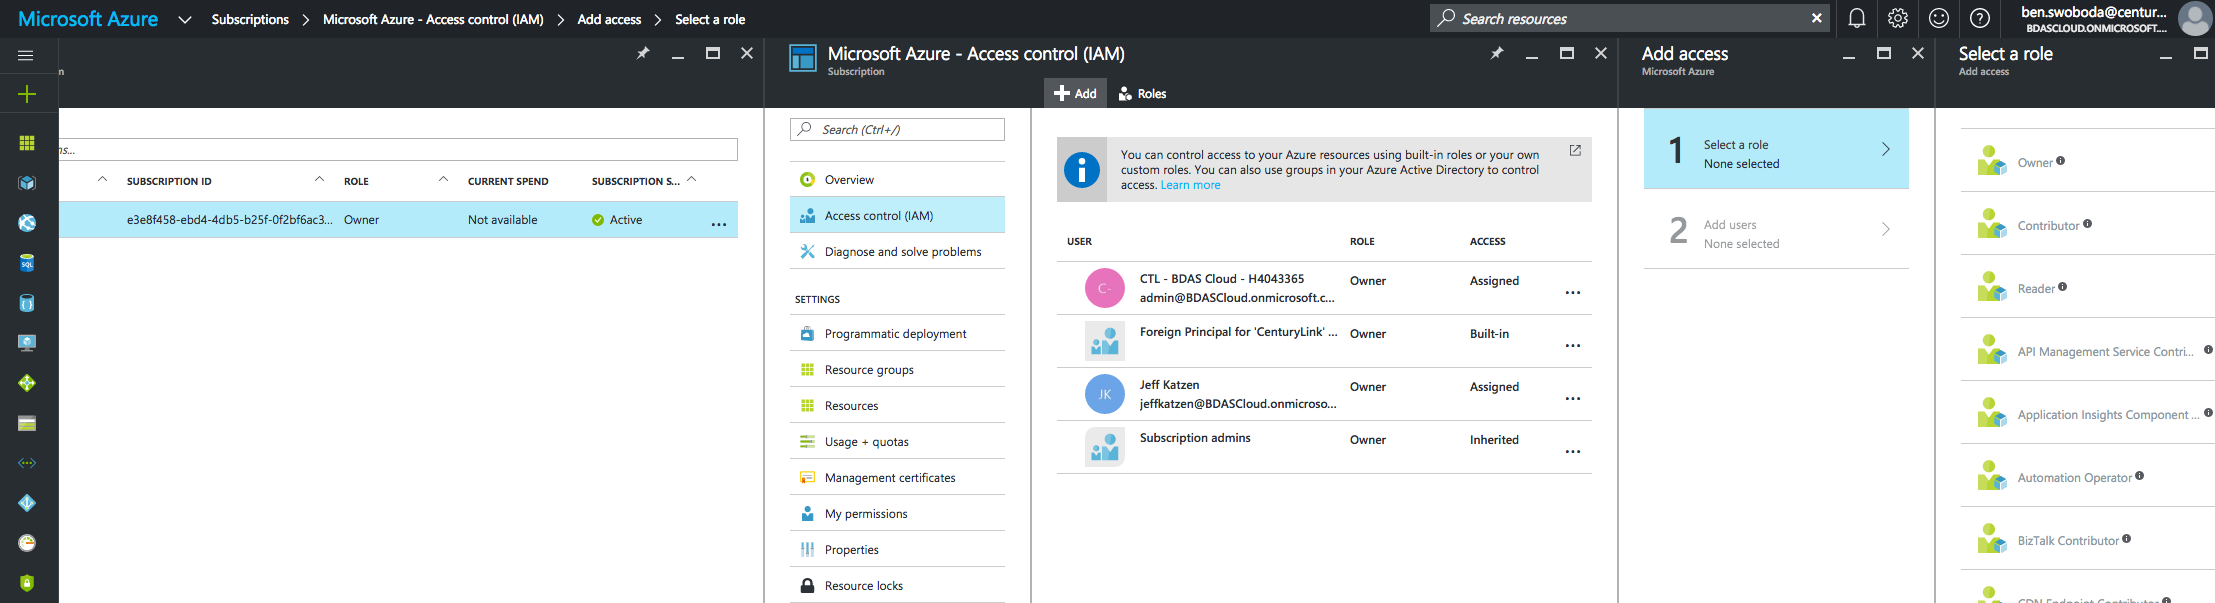 Microsoft Azure
Subscriptions
Microsoft Azure - Access control (IAM)
Add access
Select a role
Search resources
ben.swoboda@centur...
BDASCLOUD.ONMICROSOFT....
ns...
SUBSCRIPTION ID
ROLE
CURRENT SPEND
SUBSCRIPTION S...
e3e8f458-ebd4-4db5-b25f-0f2bf6ac3...
Owner
Not available
Active
...
Microsoft Azure - Access control (IAM)
Subscription
Search (Ctrl+/)
Overview
Access control (IAM)
Diagnose and solve problems
SETTINGS
Programmatic deployment
Resource groups
Resources
Usage + quotas
Management certificates
My permissions
Properties
Resource locks
Add
Roles
You can control access to your Azure resources using built-in roles or your own
custom roles. You can also use groups in your Azure Active Directory to control
access. Learn more
USER
ROLE
ACCESS
C-
CTL - BDAS Cloud - H4043365
admin@BDASCloud.onmicrosoft.c...
Owner
Assigned
...
Foreign Principal for 'CenturyLink' ...
Owner
Built-in
...
JK
Jeff Katzen
jeffkatzen@BDASCloud.onmicroso...
Owner
Assigned
...
Subscription admins
Owner
Inherited
...
Add access
Microsoft Azure
1
Select a role
None selected
2
Add users
None selected
Select a role
Add access
Owner
Contributor
Reader
API Management Service Contri...
Application Insights Component ...
Automation Operator
BizTalk Contributor
CDN Endpoint Contributor